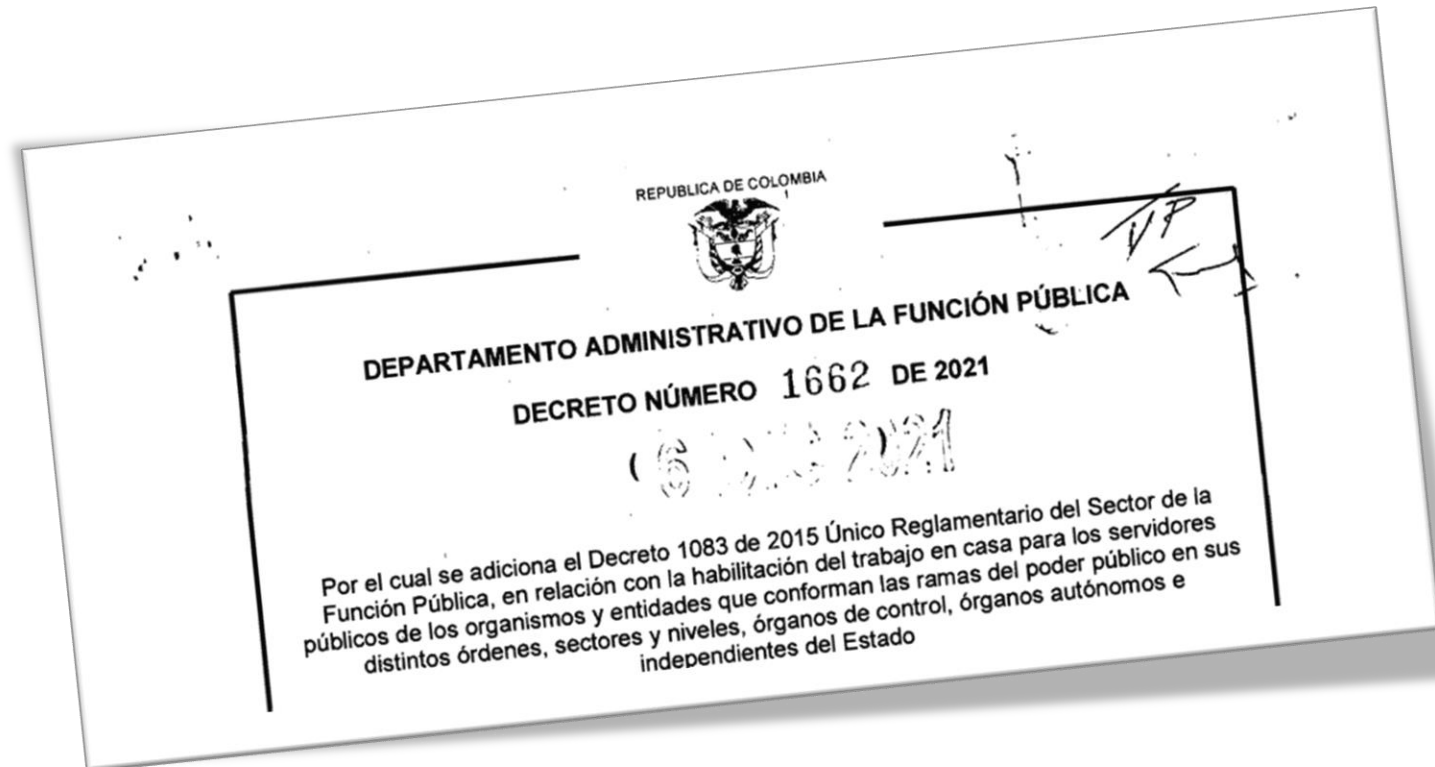 REPUBLICA DE COLOMBIA
DEPARTAMENTO ADMINISTRATIVO DE LA FUNCIÓN PÚBLICA
DECRETO NÚMERO 1662 DE 2021
( 6 2021
Por el cual se adiciona el Decreto 1083 de 2015 Único Reglamentario del Sector de la
Función Pública, en relación con la habilitación del trabajo en casa para los servidores
públicos de los organismos y entidades que conforman las ramas del poder público en sus
distintos órdenes, sectores y niveles, órganos de control, órganos autónomos e
independientes del Estado